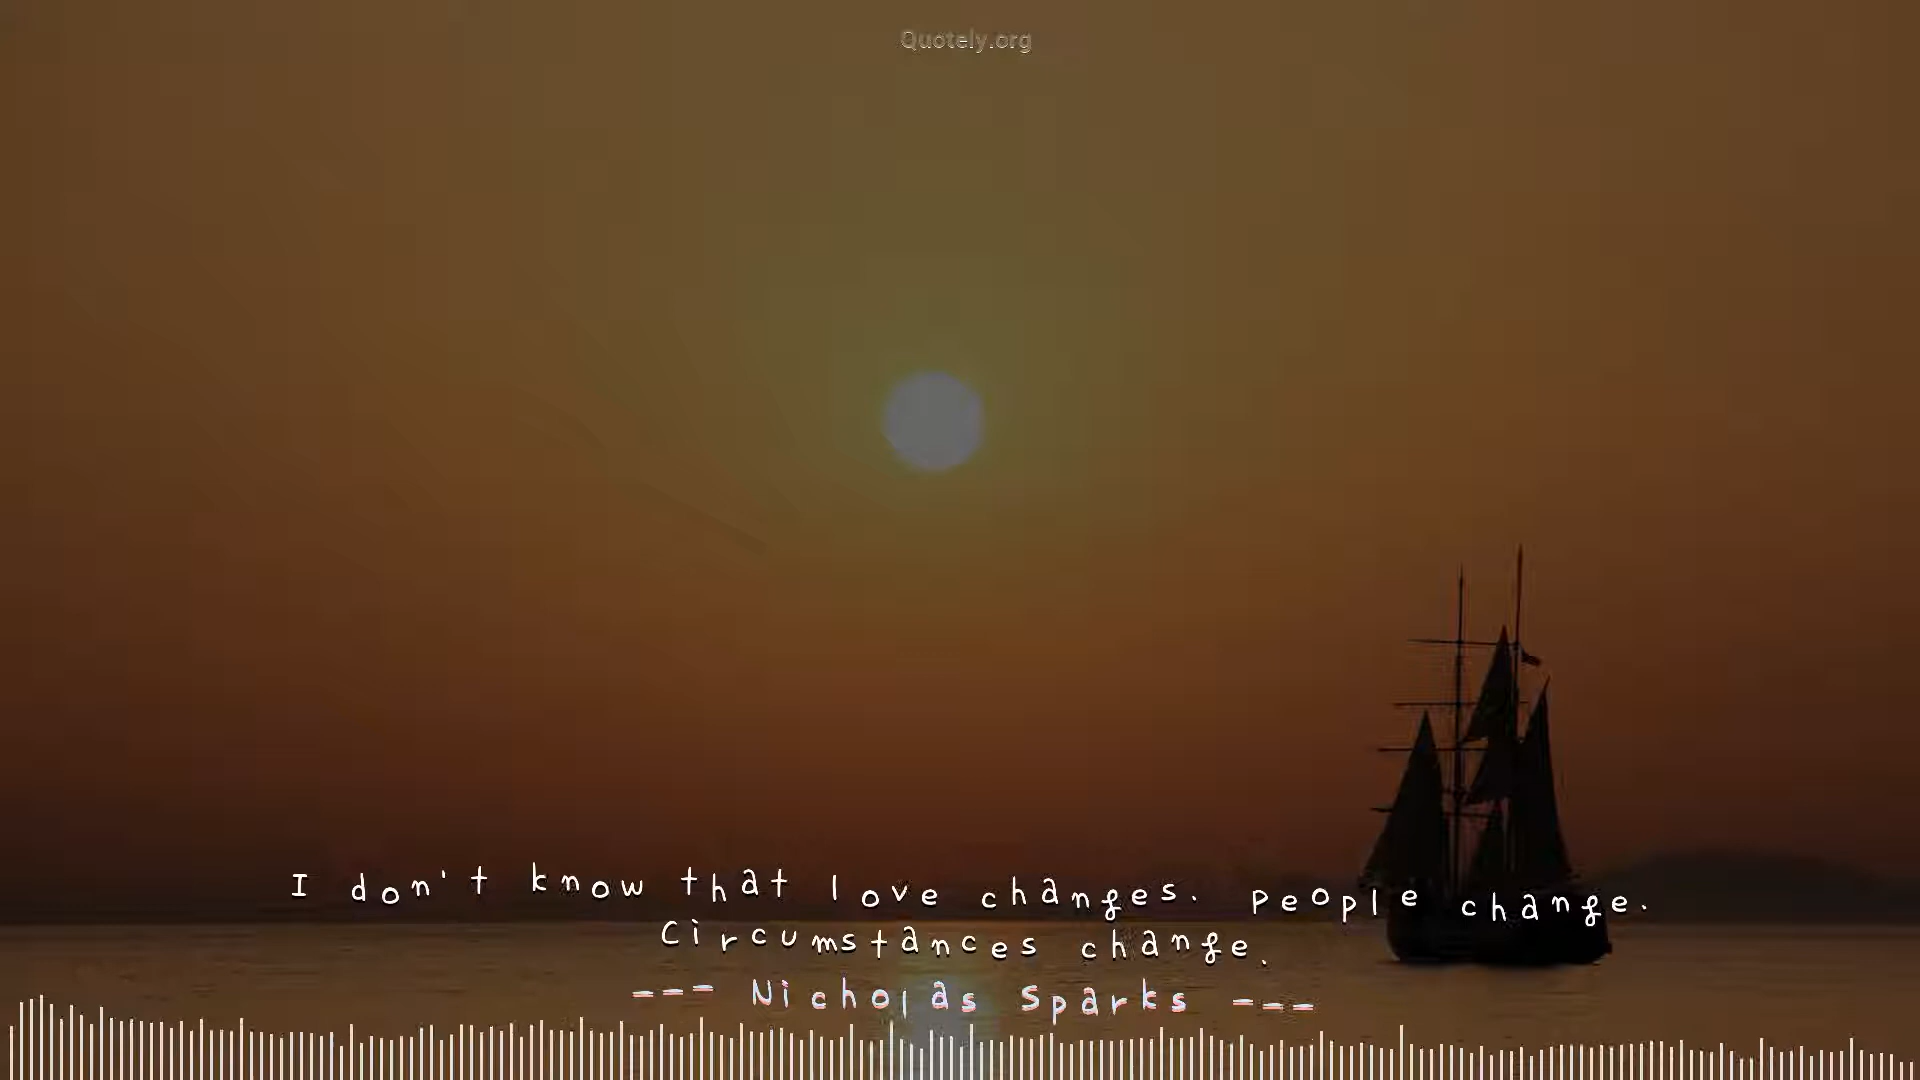 Quotely.org
I don't know that love changes. People change.
Circumstances change.
--- Nicholas Sparks ---